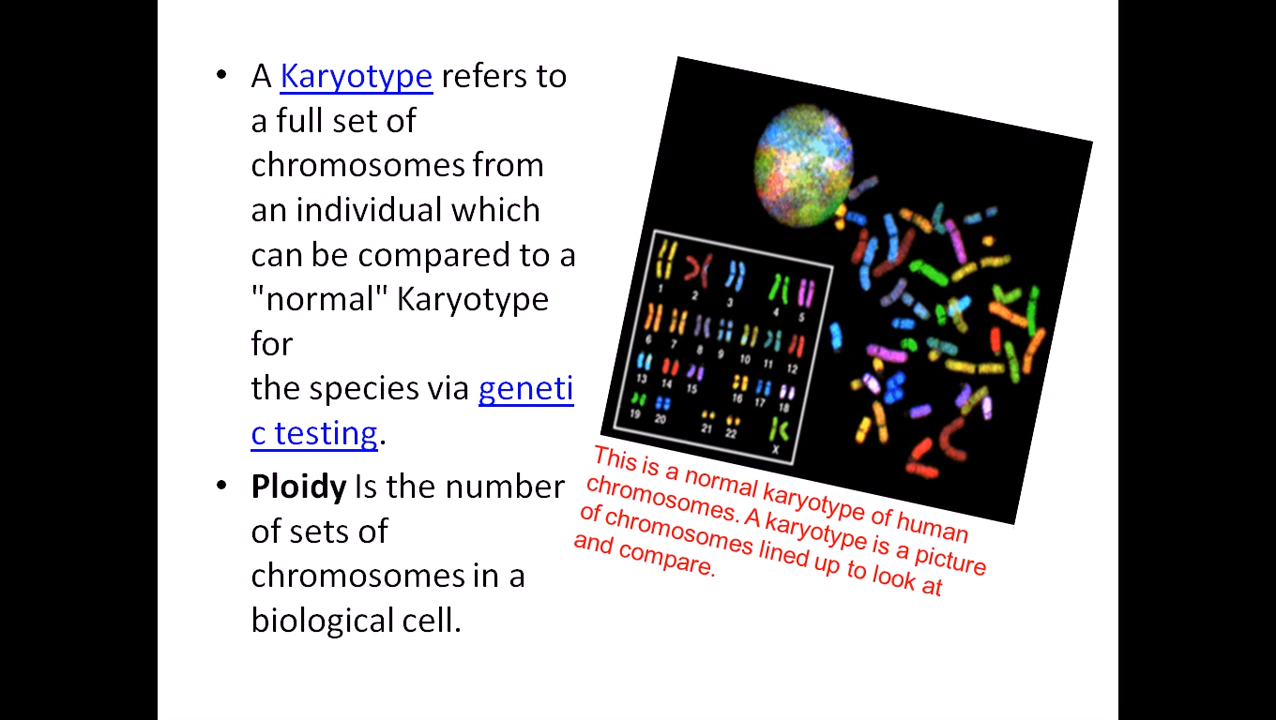 • A Karyotype refers to
a full set of
chromosomes from
an individual which
can be compared to a
"normal" Karyotype
for
the species via geneti
c testing.
• Ploidy Is the number
of sets of
chromosomes in a
biological cell.
1 2 3 4 5
6 7 8 9 10 11 12
13 14 15 16 17 18
19 20 21 22 X
This is a normal karyotype of human
chromosomes. A karyotype is a picture
of chromosomes lined up to look at
and compare.